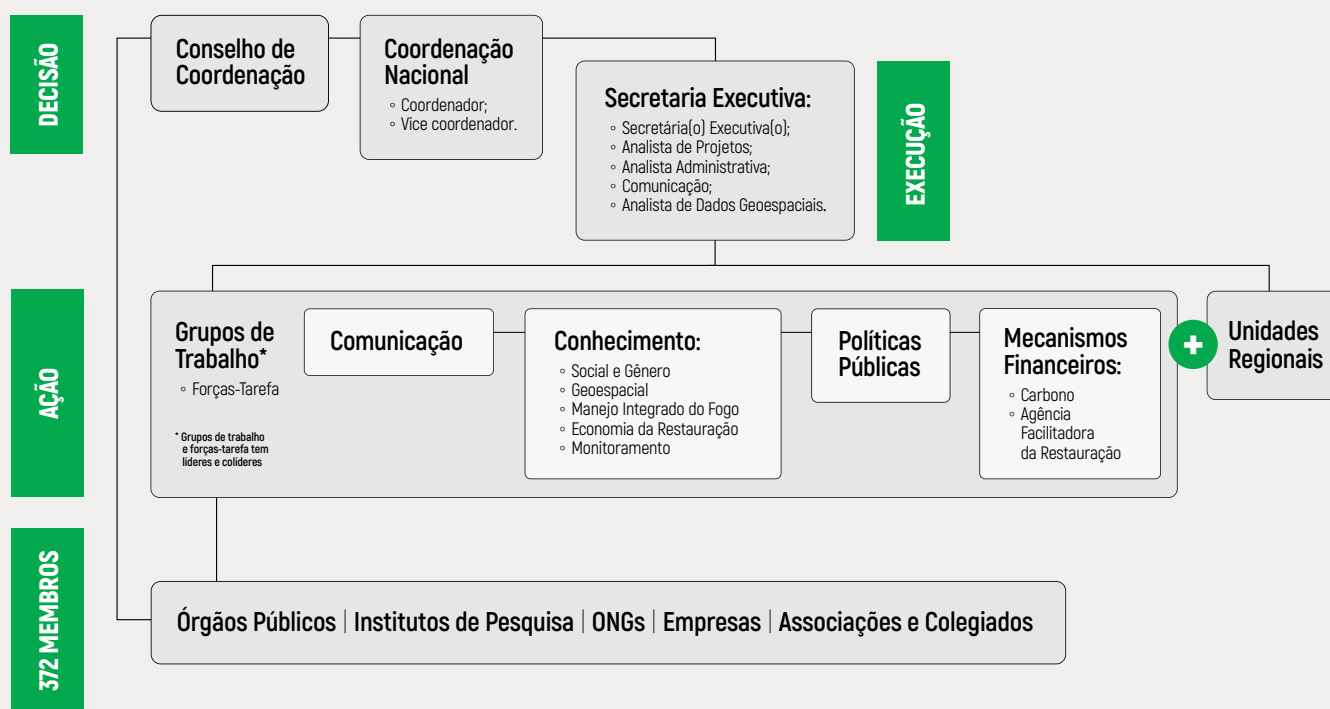 DECISÃO
Conselho de
Coordenação
Coordenação
Nacional
◦ Coordenador;
◦ Vice coordenador.
Secretaria Executiva:
◦ Secretária(o) Executiva(o);
◦ Analista de Projetos;
◦ Analista Administrativa;
◦ Comunicação;
◦ Analista de Dados Geoespaciais.
EXECUÇÃO
AÇÃO
Grupos de
Trabalho*
◦ Forças-Tarefa
* Grupos de trabalho
e forças-tarefa tem
líderes e colíderes
Comunicação
Conhecimento:
◦ Social e Gênero
◦ Geoespacial
◦ Manejo Integrado do Fogo
◦ Economia da Restauração
◦ Monitoramento
Políticas
Públicas
Mecanismos
Financeiros:
◦ Carbono
◦ Agência
Facilitadora
da Restauração
+
Unidades
Regionais
372 MEMBROS
Órgãos Públicos | Institutos de Pesquisa | ONGs | Empresas | Associações e Colegiados